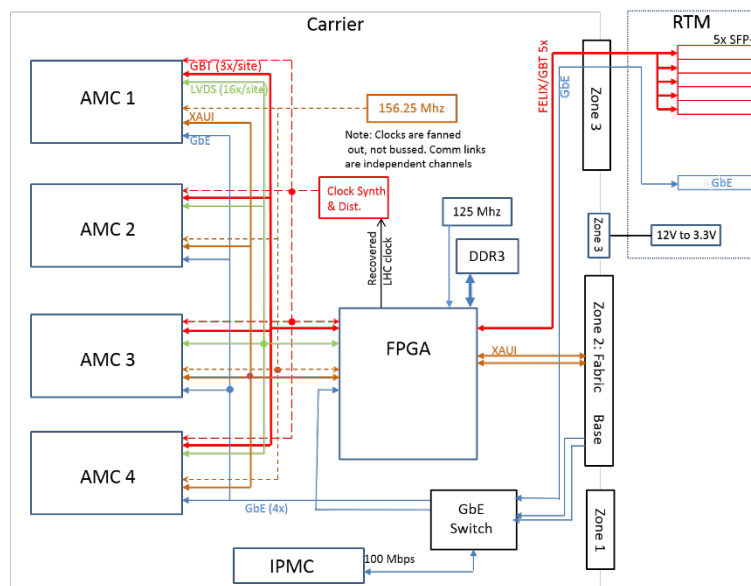 Carrier
RTM
5x SFP+
GBT (3x/site)
LVDS (16x/site)
AMC 1
XAUI
GbE
156.25 Mhz
Note: Clocks are fanned
out, not bussed. Comm links
are independent channels
FELIX/GBT 5x
GbE
Zone 3
GbE
AMC 2
Clock Synth
& Dist.
125 Mhz
Zone 3
12V to 3.3V
Recovered
LHC clock
DDR3
AMC 3
FPGA
XAUI
Zone 2: Fabric
Base
AMC 4
GbE (4x)
GbE
Switch
Zone 1
IPMC
100 Mbps